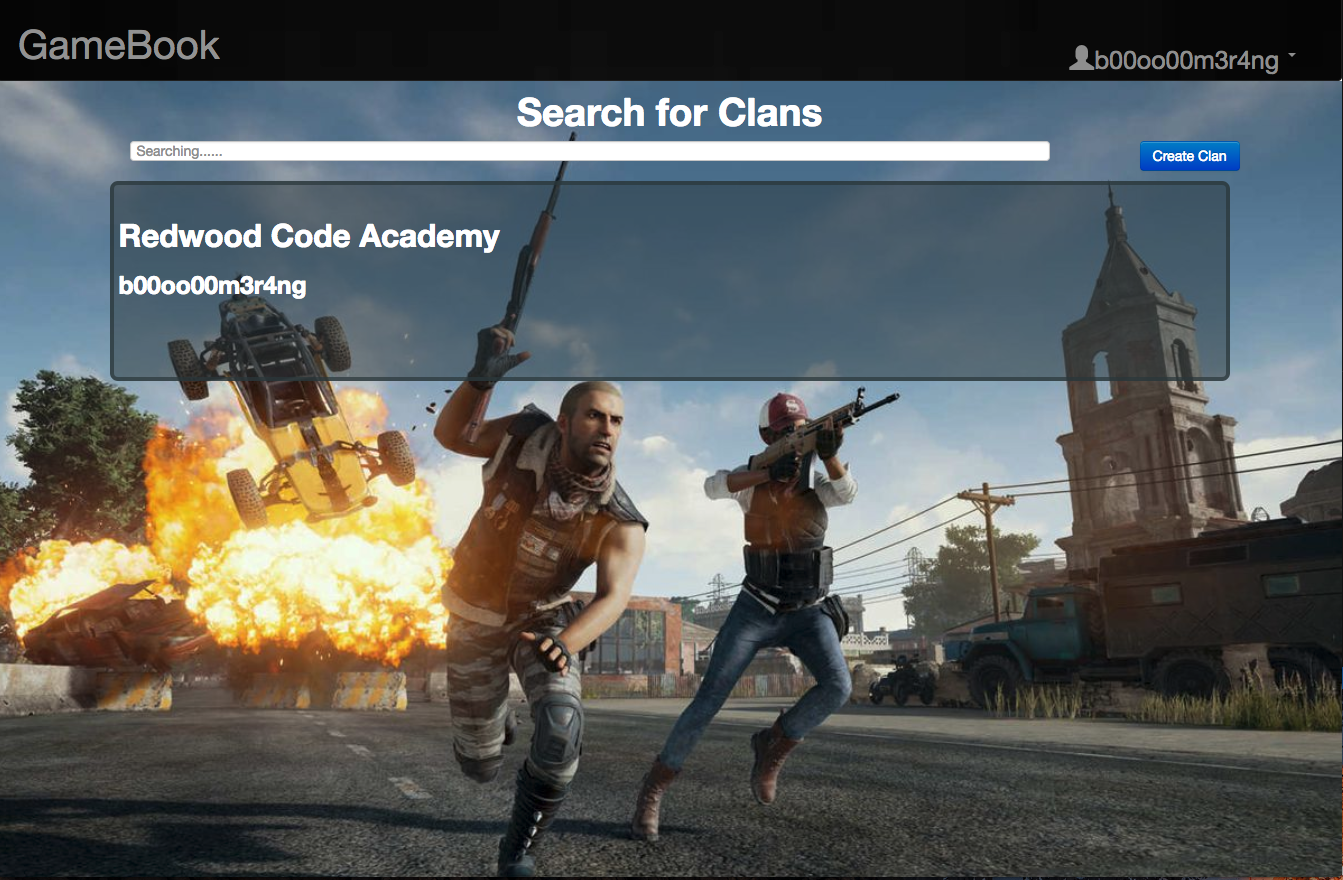 GameBook
b00oo00m3r4ng
Search for Clans
Searching......
Create Clan
Redwood Code Academy
b00oo00m3r4ng
S